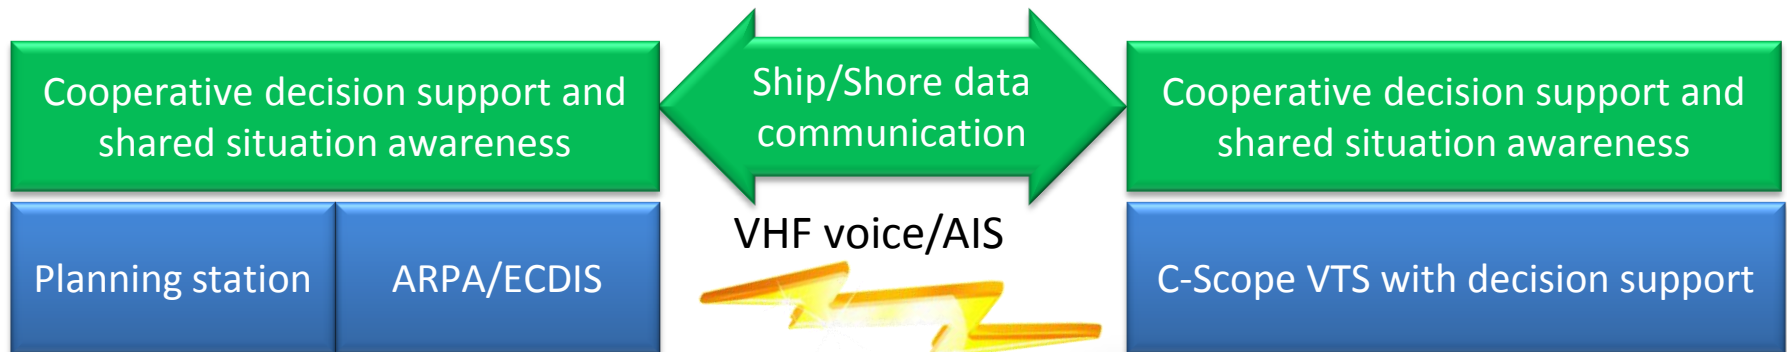 Cooperative decision support and
shared situation awareness
Ship/Shore data
communication
Cooperative decision support and
shared situation awareness
VHF voice/AIS
Planning station
ARPA/ECDIS
C-Scope VTS with decision support